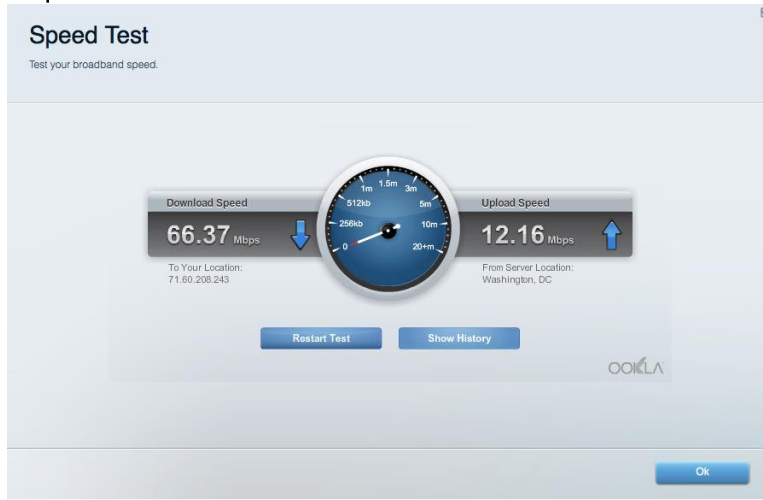 Speed Test
Test your broadband speed.
Download Speed
66.37 Mbps
To Your Location:
71.60.208.243
0
256kb
512kb
1m
1.5m
3m
5m
10m
20+m
Upload Speed
12.16 Mbps
From Server Location:
Washington, DC
Restart Test
Show History
OOKLA
Ok